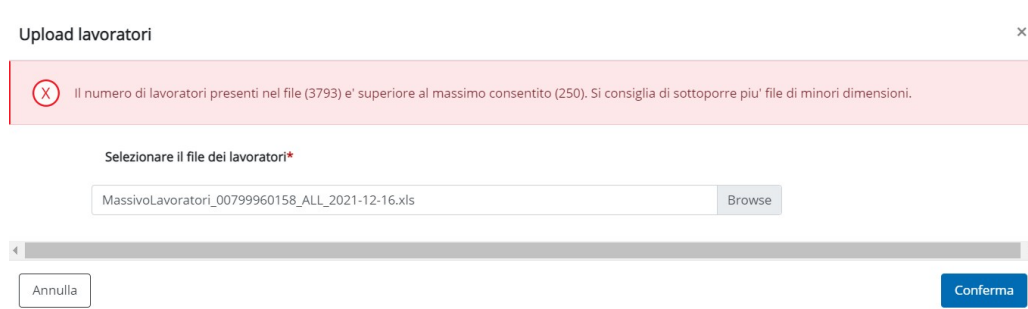 Upload lavoratori
×
X Il numero di lavoratori presenti nel file (3793) e' superiore al massimo consentito (250). Si consiglia di sottoporre piu' file di minori dimensioni.
Selezionare il file dei lavoratori*
MassivoLavoratori_00799960158_ALL_2021-12-16.xls Browse
Annulla Conferma